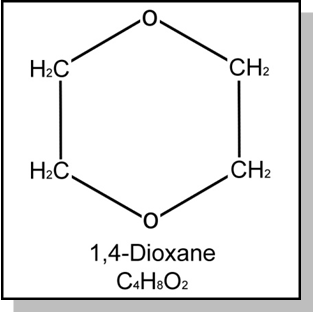 O
H₂C CH₂
H₂C CH₂
O
1,4-Dioxane
C₄H₈O₂